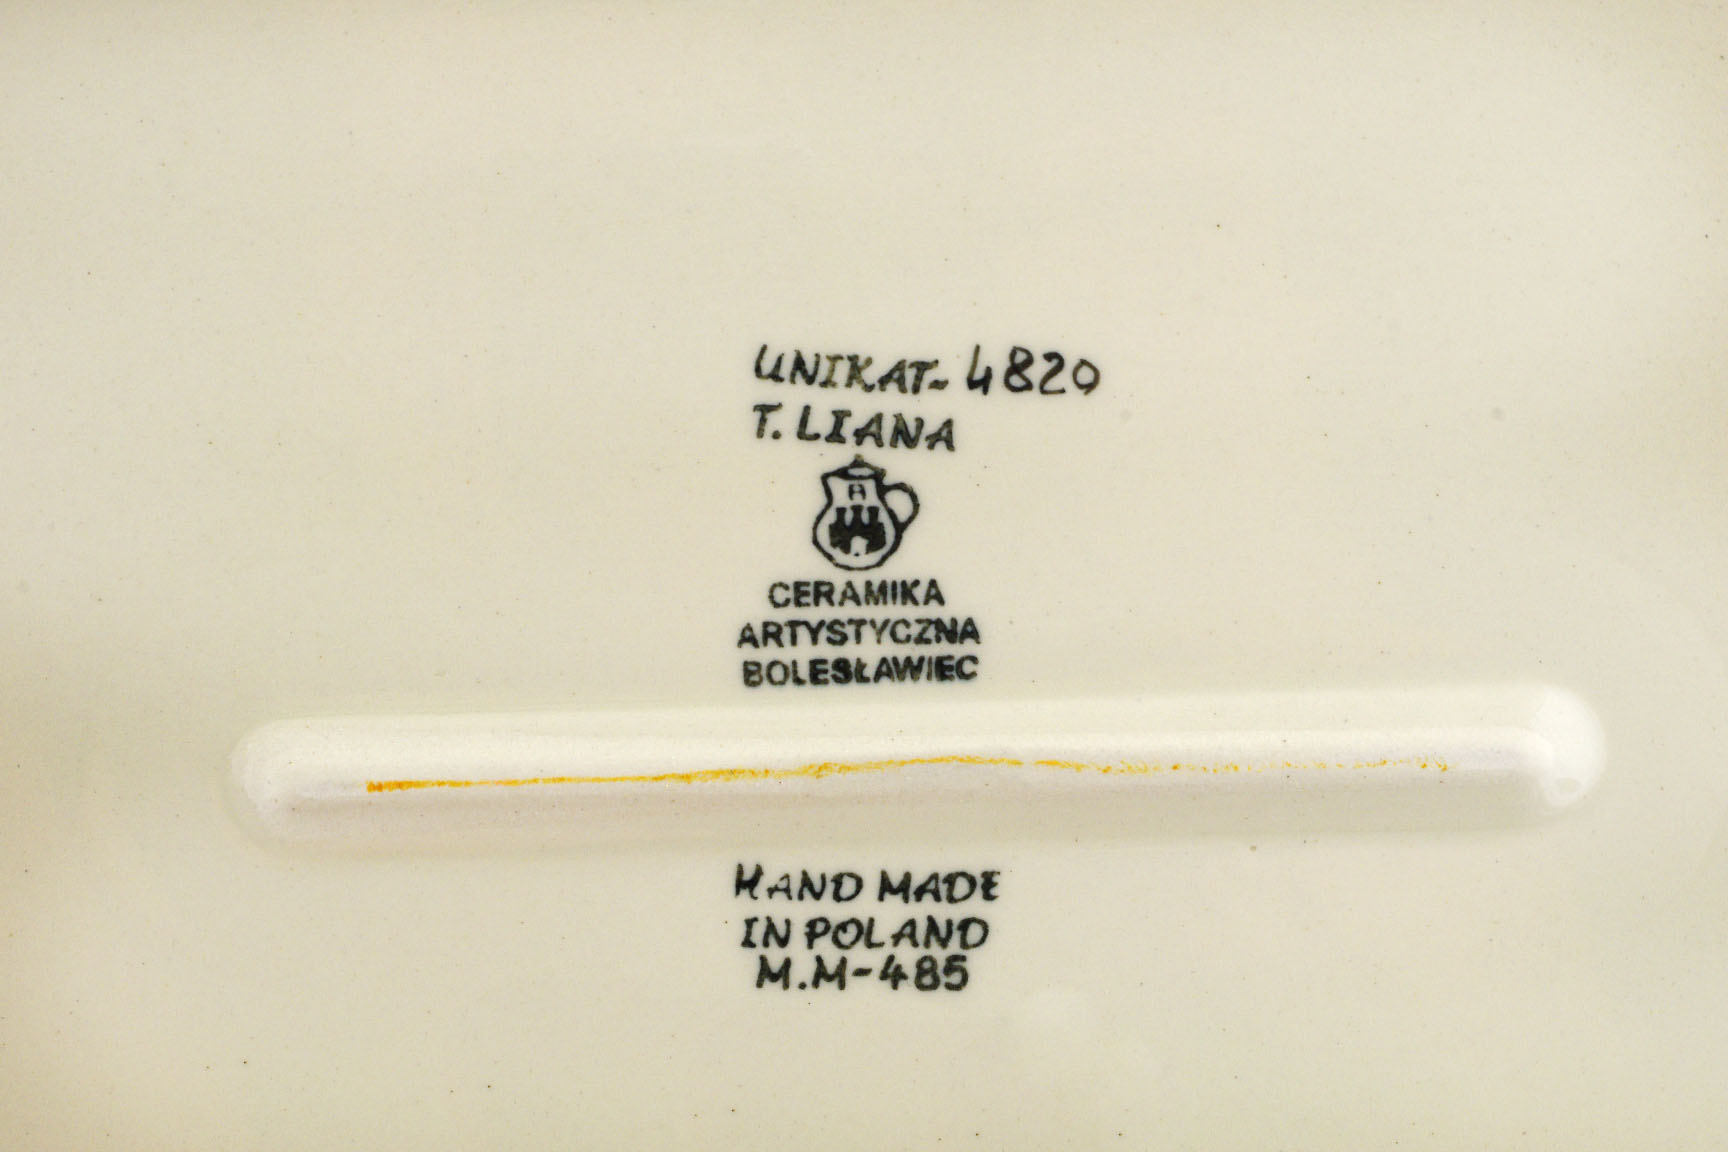 UNIKAT- 4820
T. LIANA
A
CERAMIKA
ARTYSTYCZNA
BOLESŁAWIEC
HAND MADE
IN POLAND
M.M-485